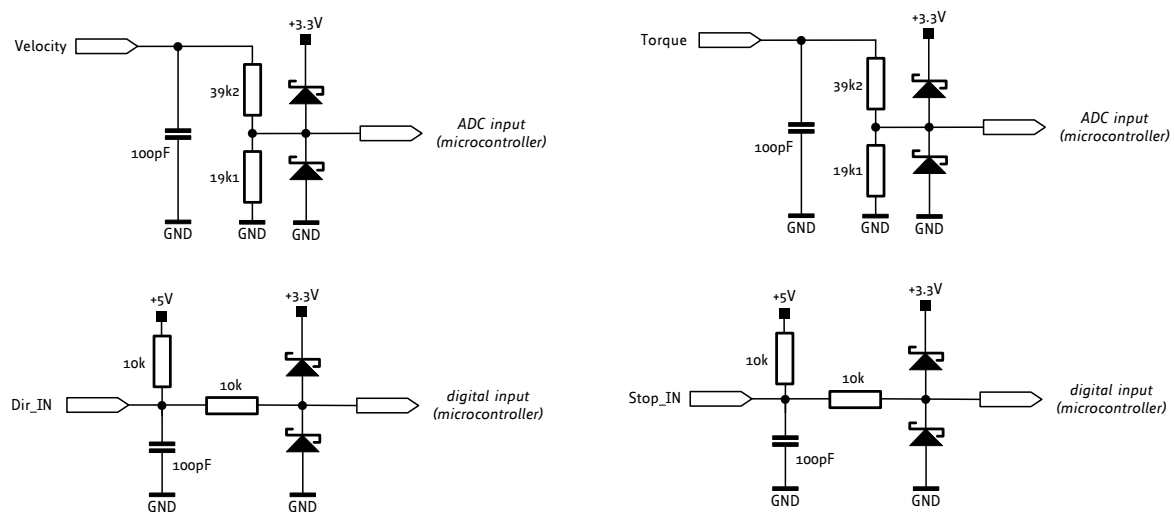 +3.3V
Velocity
39k2
ADC input
(microcontroller)
100pF
19k1
GND
GND
GND
+3.3V
Torque
39k2
ADC input
(microcontroller)
100pF
19k1
GND
GND
GND
+5V
+3.3V
10k
10k
Dir_IN
digital input
(microcontroller)
100pF
GND
GND
+5V
+3.3V
10k
10k
Stop_IN
digital input
(microcontroller)
100pF
GND
GND